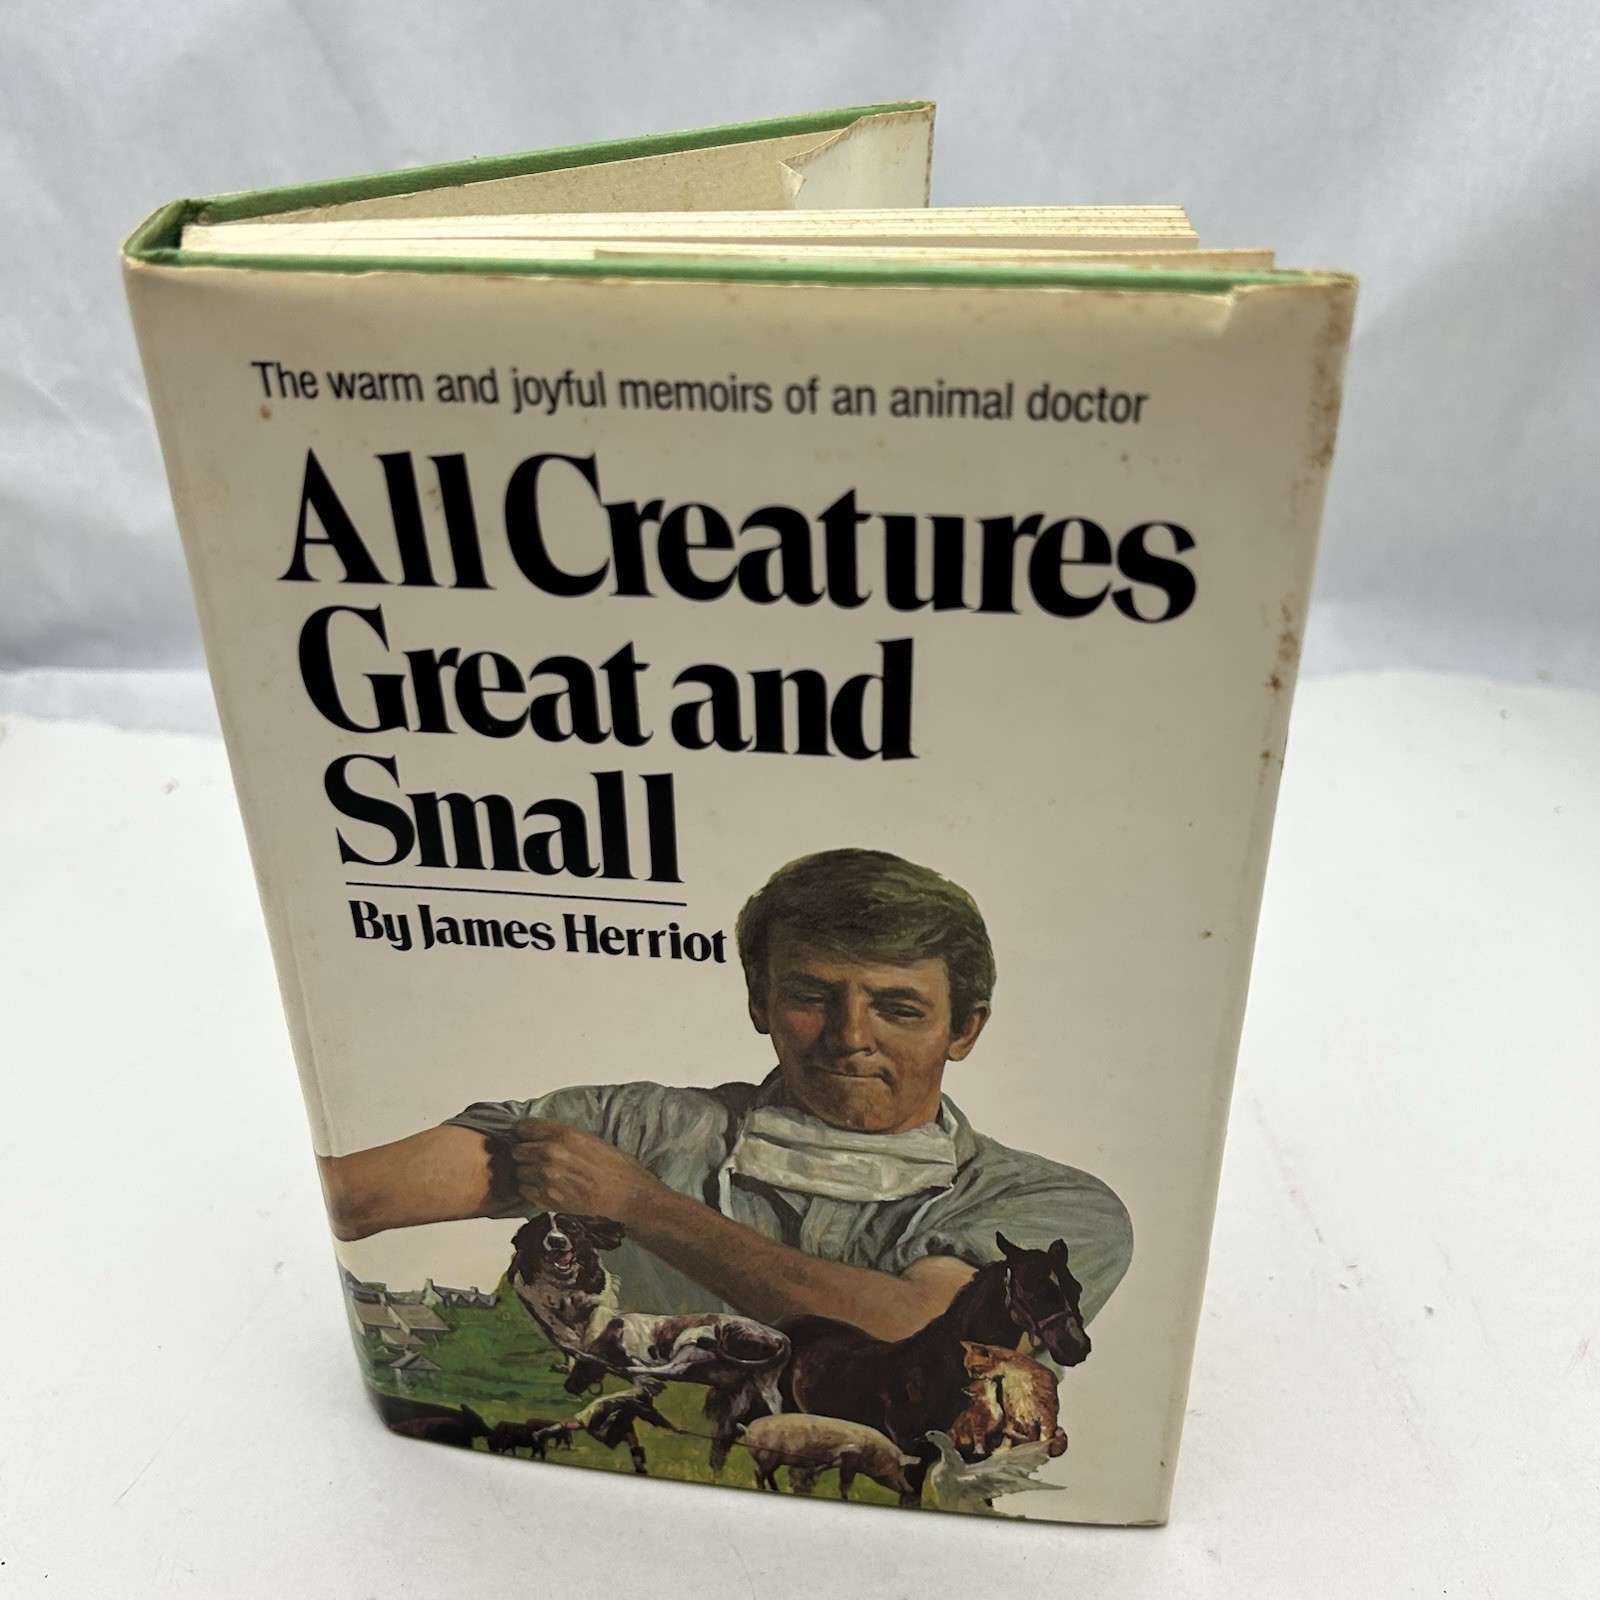 The warm and joyful memoirs of an animal doctor
All Creatures
Great and
Small
By James Herriot